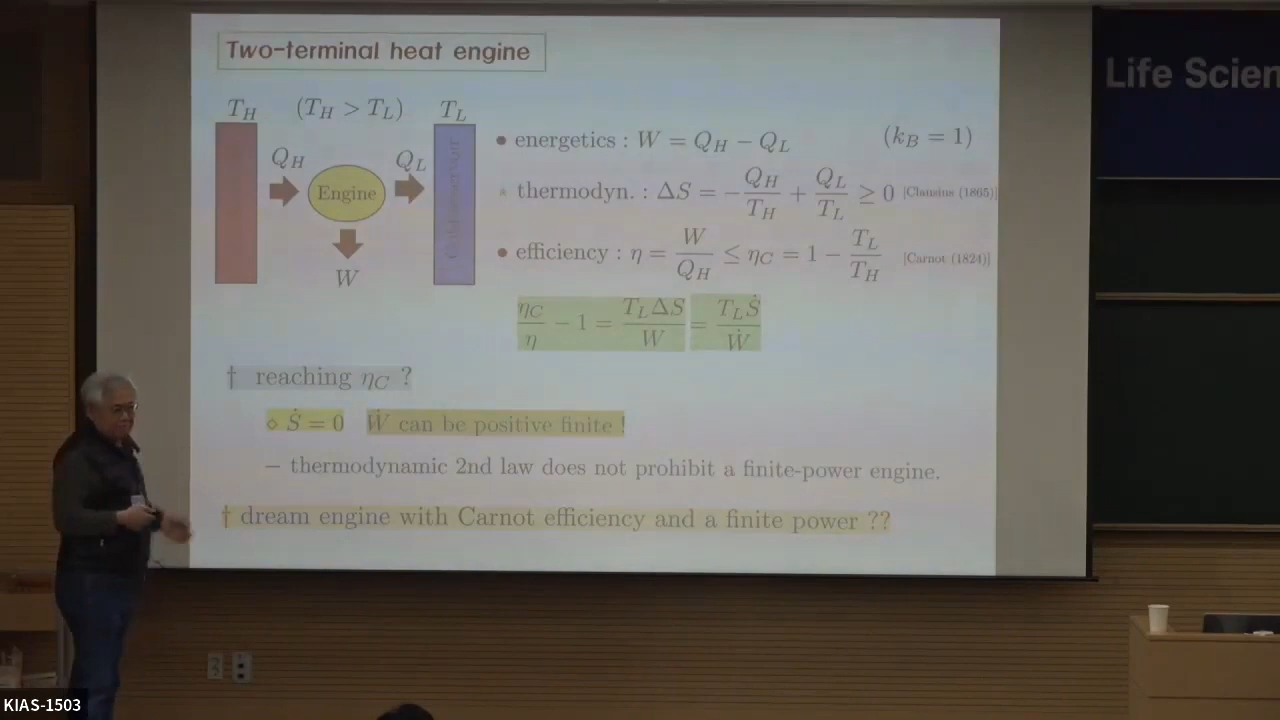 Two-terminal heat engine
T_H (T_H > T_L) T_L
Q_H Engine Q_L
W
• energetics : W = Q_H − Q_L (k_B = 1)
thermodyn. : ΔS = −Q_H/T_H + Q_L/T_L ≥ 0 [Clausius (1865)]
• efficiency : η = W/Q_H ≤ η_C = 1 − T_L/T_H [Carnot (1824)]
η_C/η − 1 = T_L ΔS/W = T_L Ṡ/Ẇ
† reaching η_C ?
⋄ Ṡ = 0 Ẇ can be positive finite !
− thermodynamic 2nd law does not prohibit a finite-power engine.
† dream engine with Carnot efficiency and a finite power ??
Life Scien
KIAS-1503